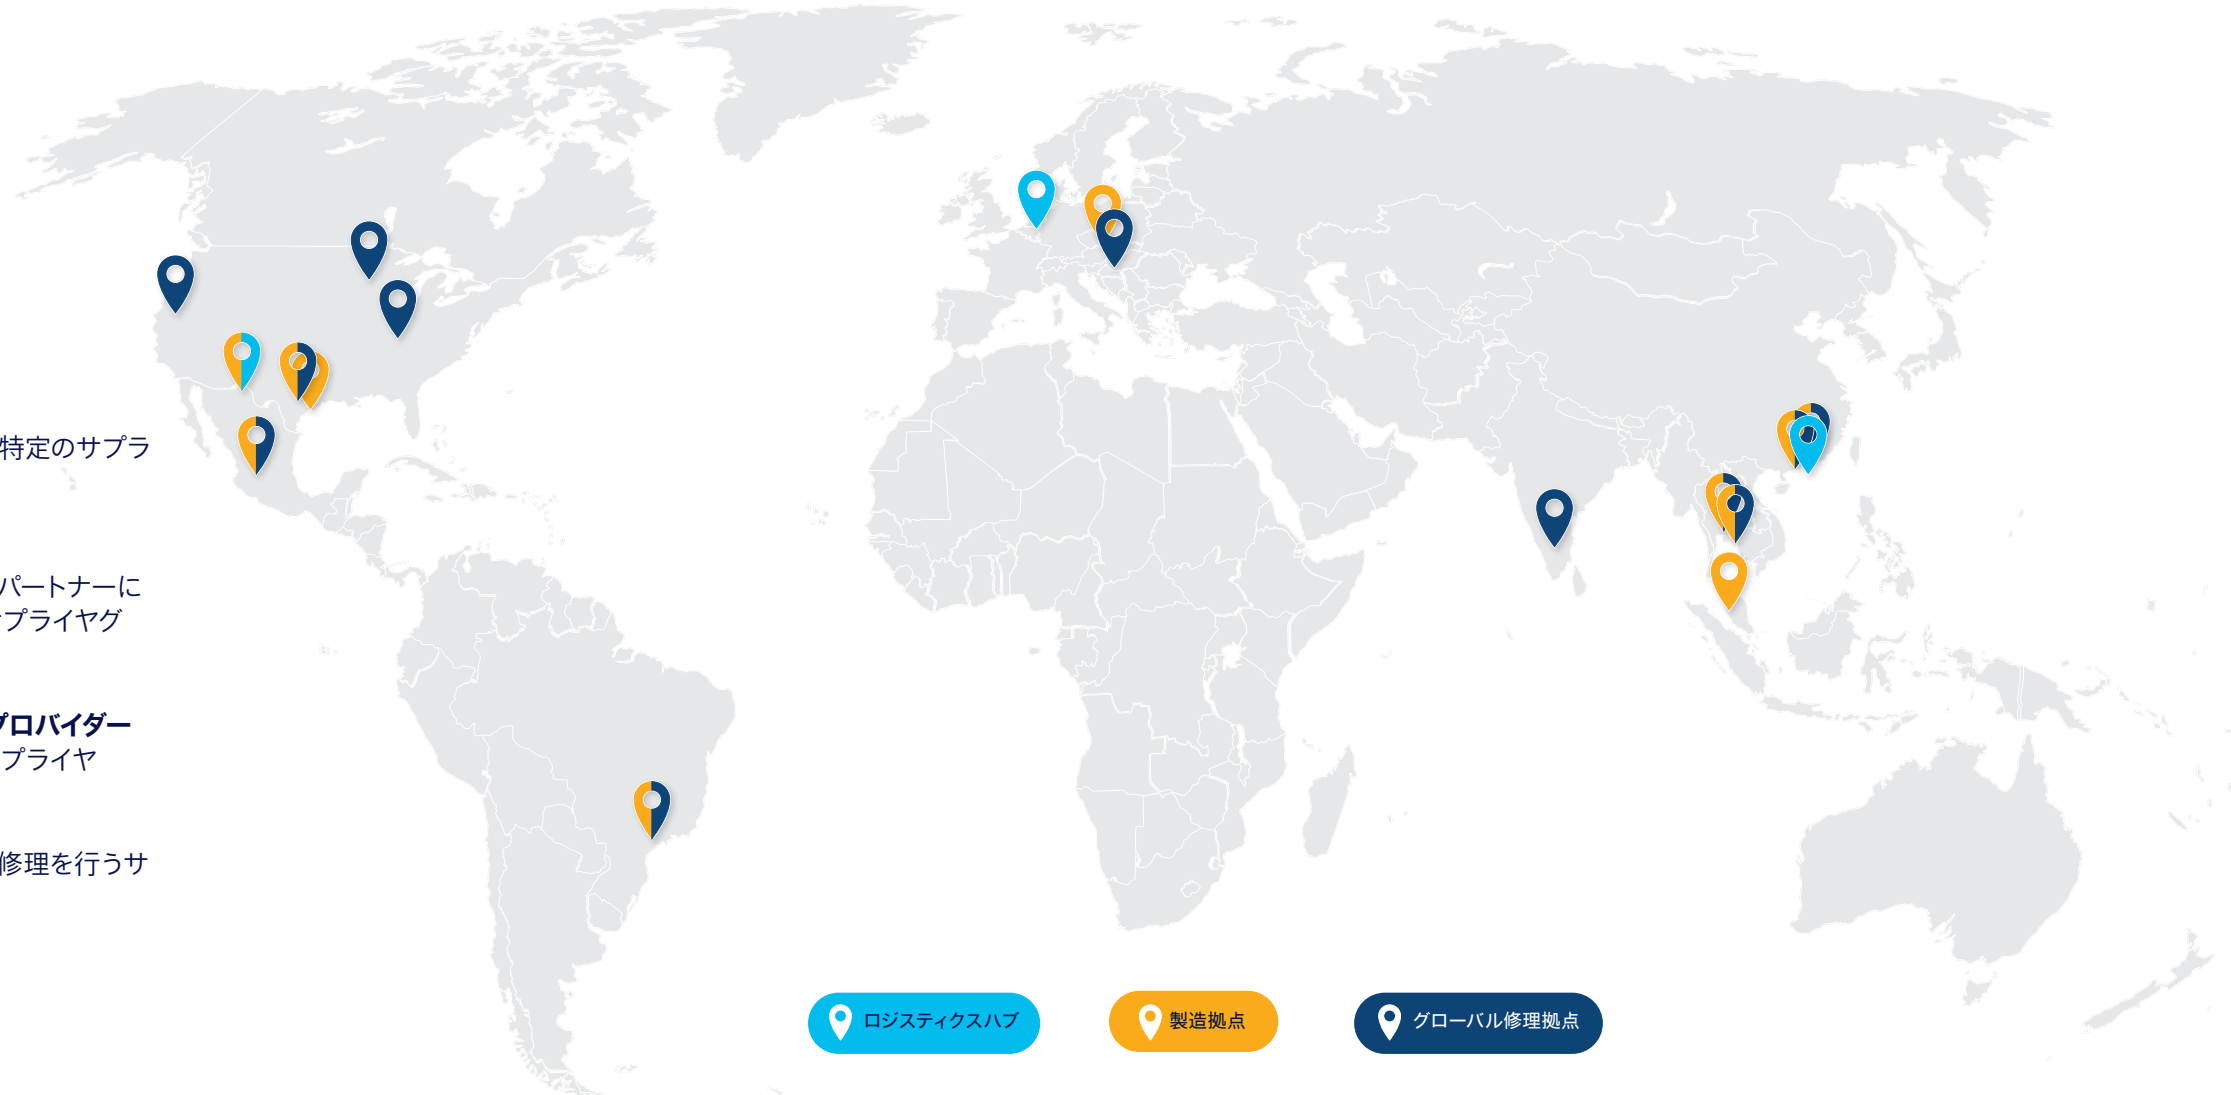 特定のサプラ
パートナーに
プライヤグ
プロバイダー
プライヤ
修理を行うサ
ロジスティクスハブ
製造拠点
グローバル修理拠点